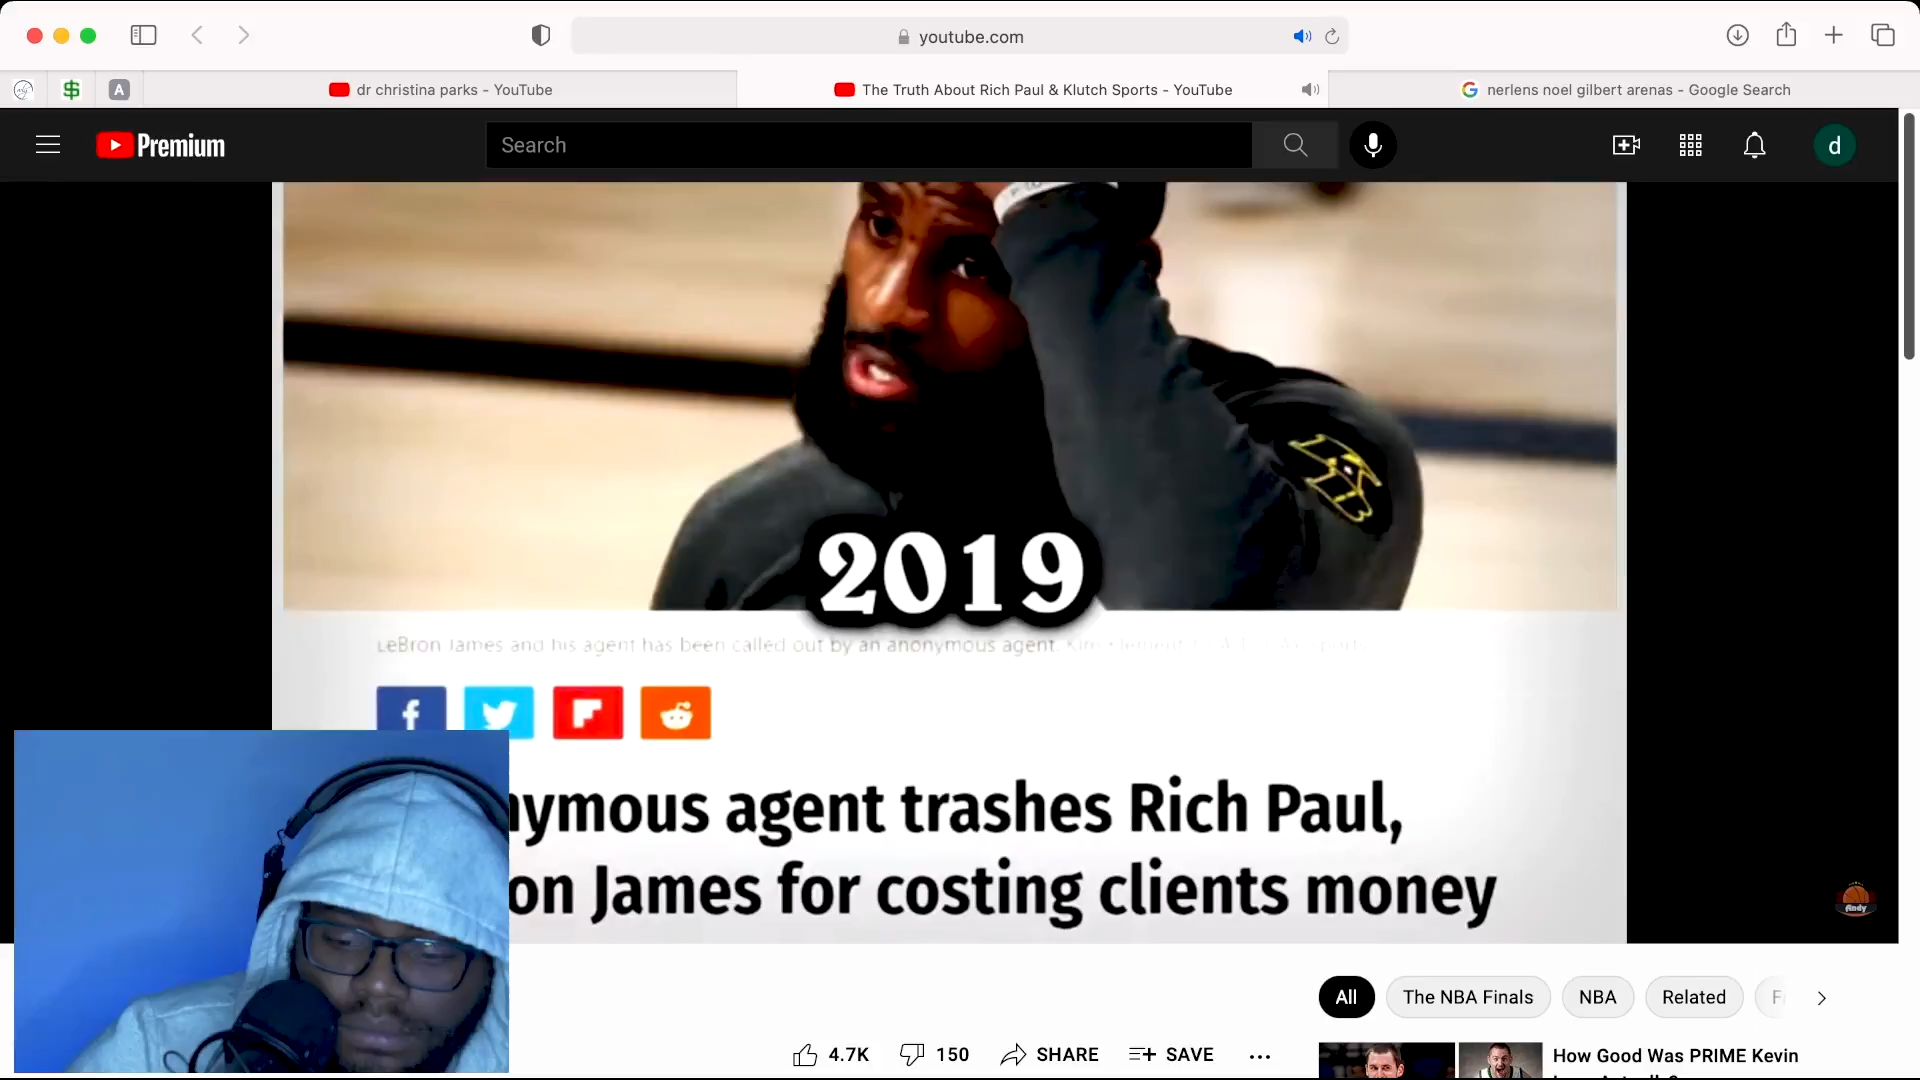 youtube.com
A
dr christina parks - YouTube
The Truth About Rich Paul & Klutch Sports - YouTube
nerlens noel gilbert arenas - Google Search
Premium
Search
d
2019
LeBron James and his agent has been called out by an anonymous agent.
nymous agent trashes Rich Paul,
on James for costing clients money
Andy
All
The NBA Finals
NBA
Related
4.7K
150
SHARE
SAVE
How Good Was PRIME Kevin